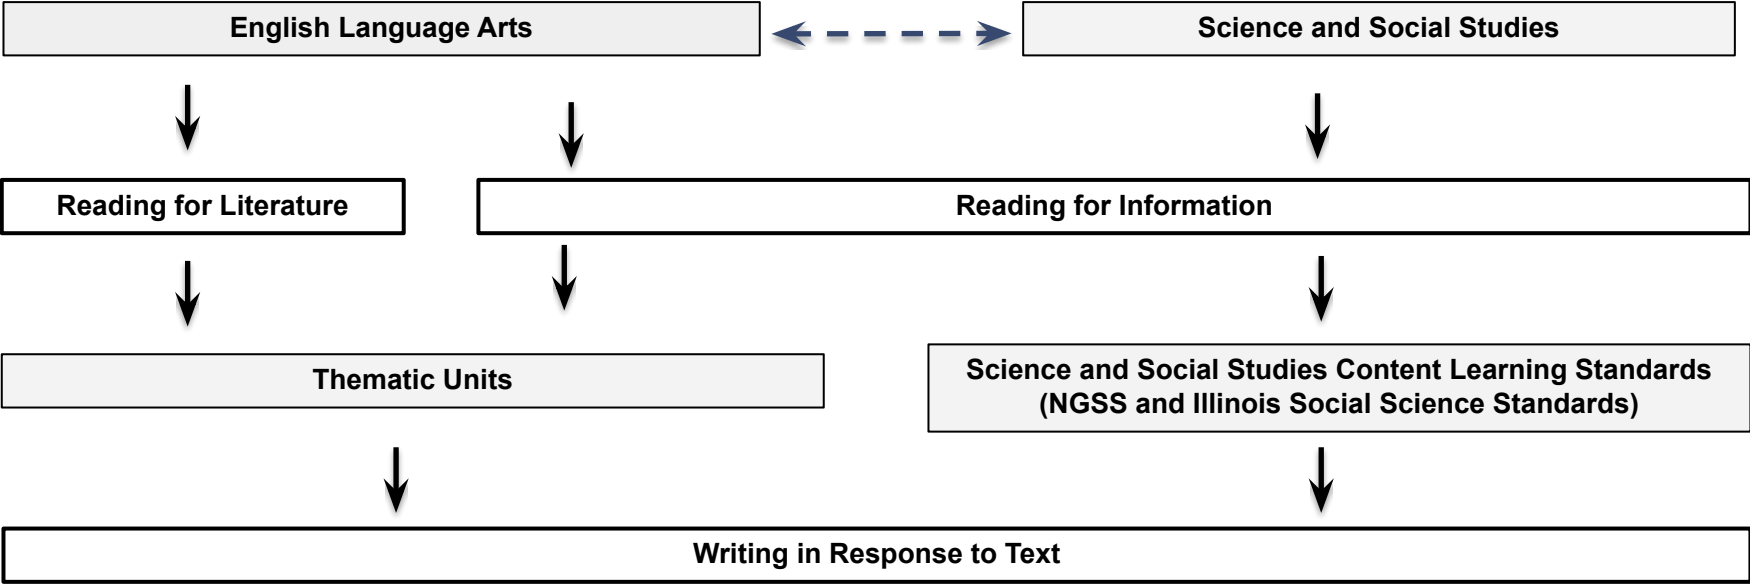 English Language Arts
Science and Social Studies
Reading for Literature
Reading for Information
Thematic Units
Science and Social Studies Content Learning Standards
(NGSS and Illinois Social Science Standards)
Writing in Response to Text